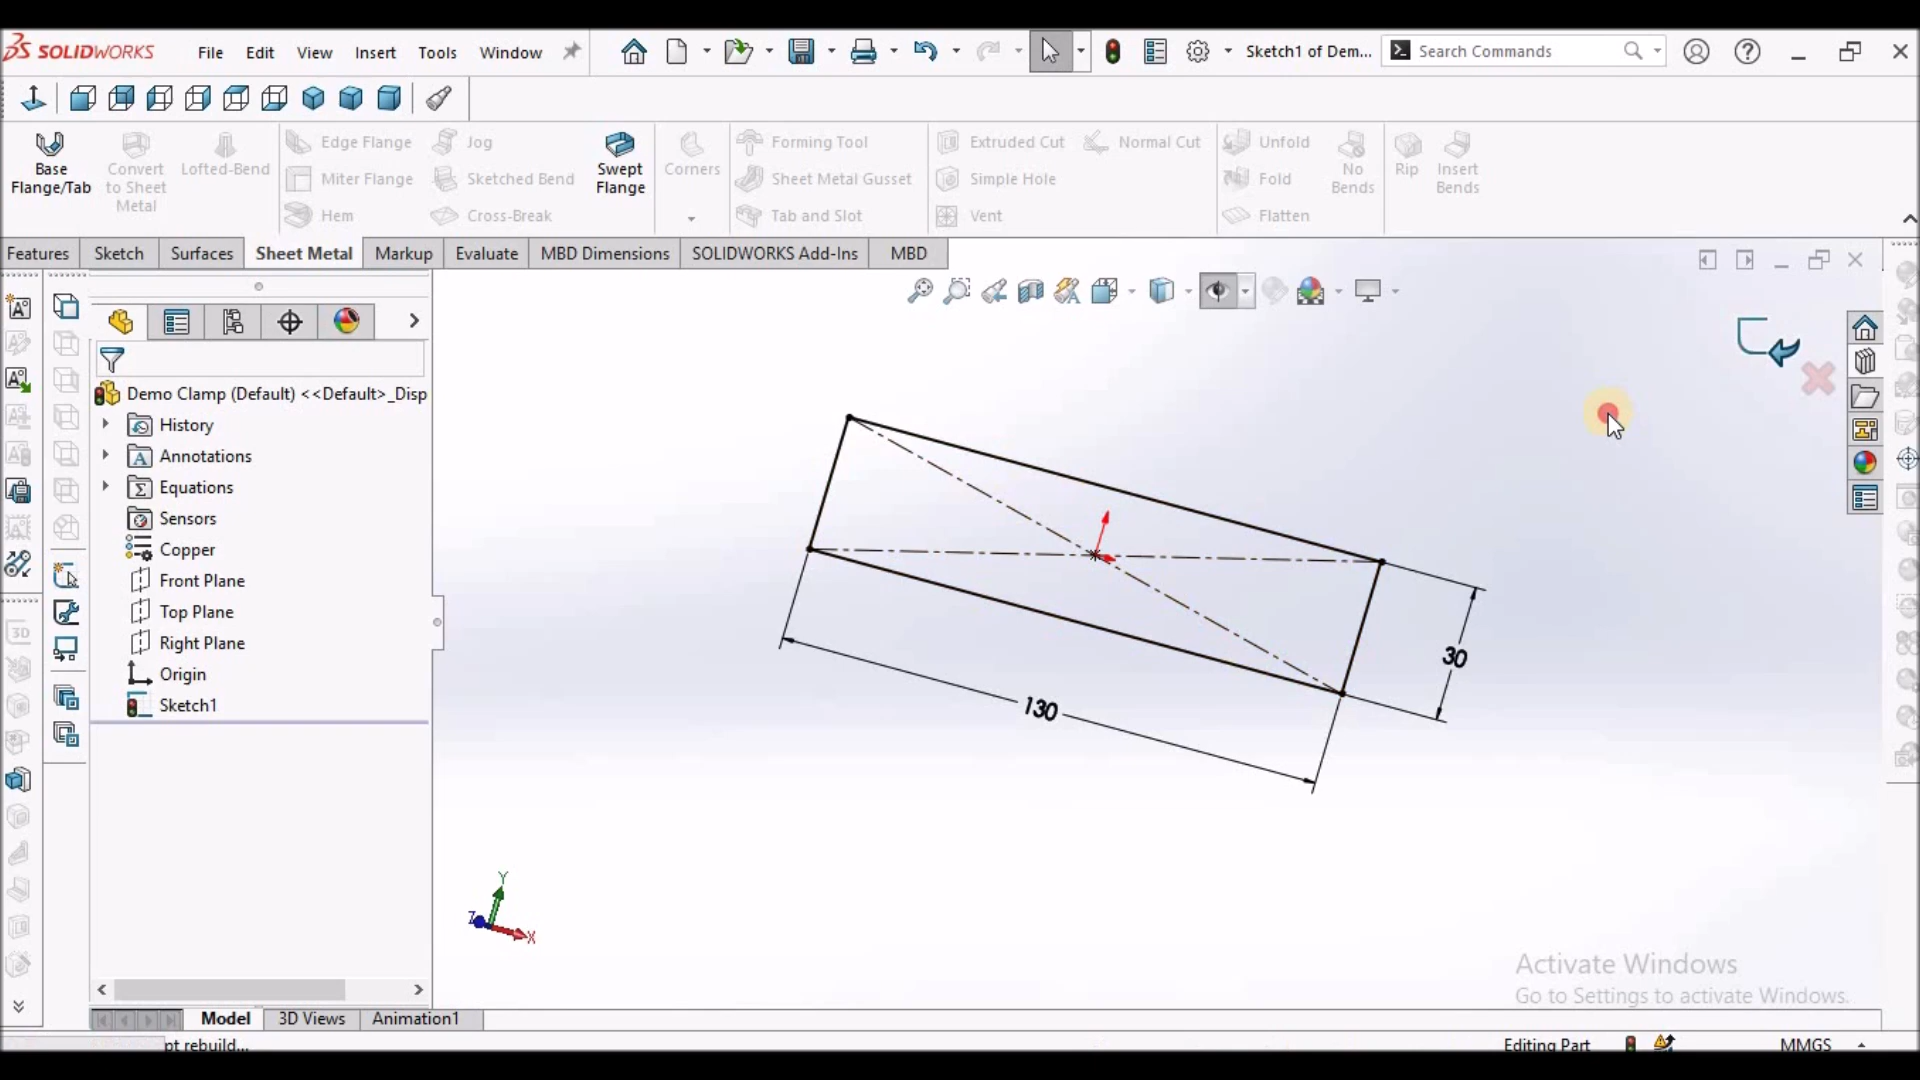 SOLIDWORKS File Edit View Insert Tools Window Sketch1 of Dem... Search Commands
Base Flange/Tab
Convert to Sheet Metal
Lofted-Bend
Edge Flange
Miter Flange
Hem
Jog
Sketched Bend
Cross-Break
Swept Flange
Corners
Forming Tool
Sheet Metal Gusset
Tab and Slot
Extruded Cut
Simple Hole
Vent
Normal Cut
Unfold
Fold
Flatten
No Bends
Rip
Insert Bends
Features Sketch Surfaces Sheet Metal Markup Evaluate MBD Dimensions SOLIDWORKS Add-Ins MBD
Demo Clamp (Default) <<Default>_Disp
History
Annotations
Equations
Sensors
Copper
Front Plane
Top Plane
Right Plane
Origin
Sketch1
30
130
Y
Z
X
3D
Activate Windows
Go to Settings to activate Windows.
Model 3D Views Animation1
pt rebuild... Editing Part MMGS